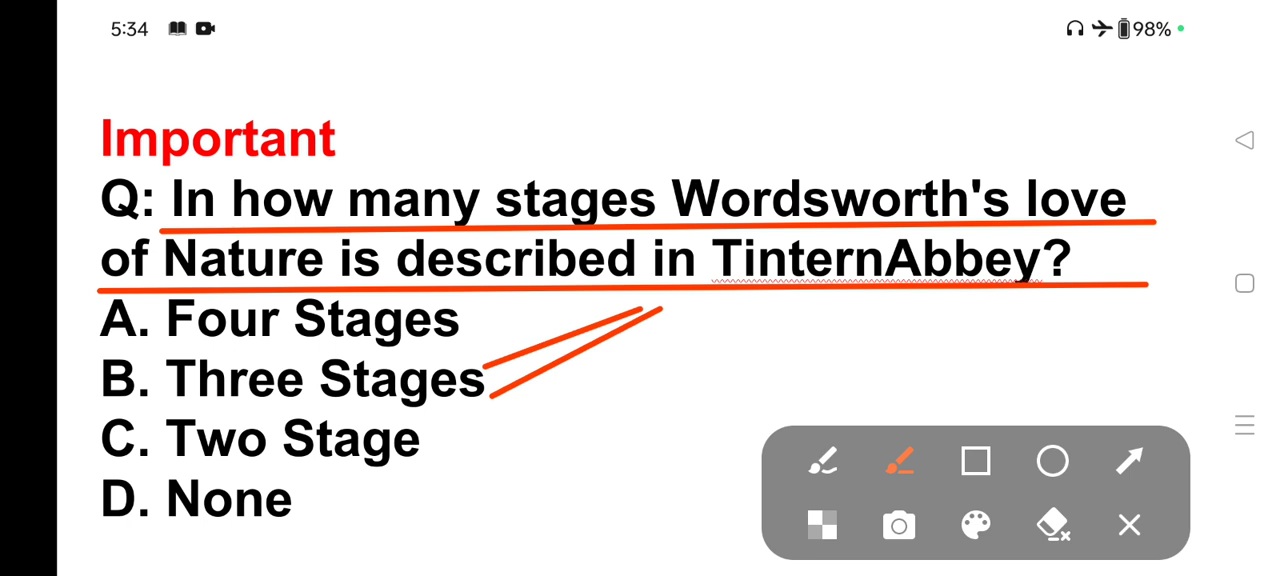 5:34 98%
Important
Q: In how many stages Wordsworth's love
of Nature is described in TinternAbbey?
A. Four Stages
B. Three Stages
C. Two Stage
D. None